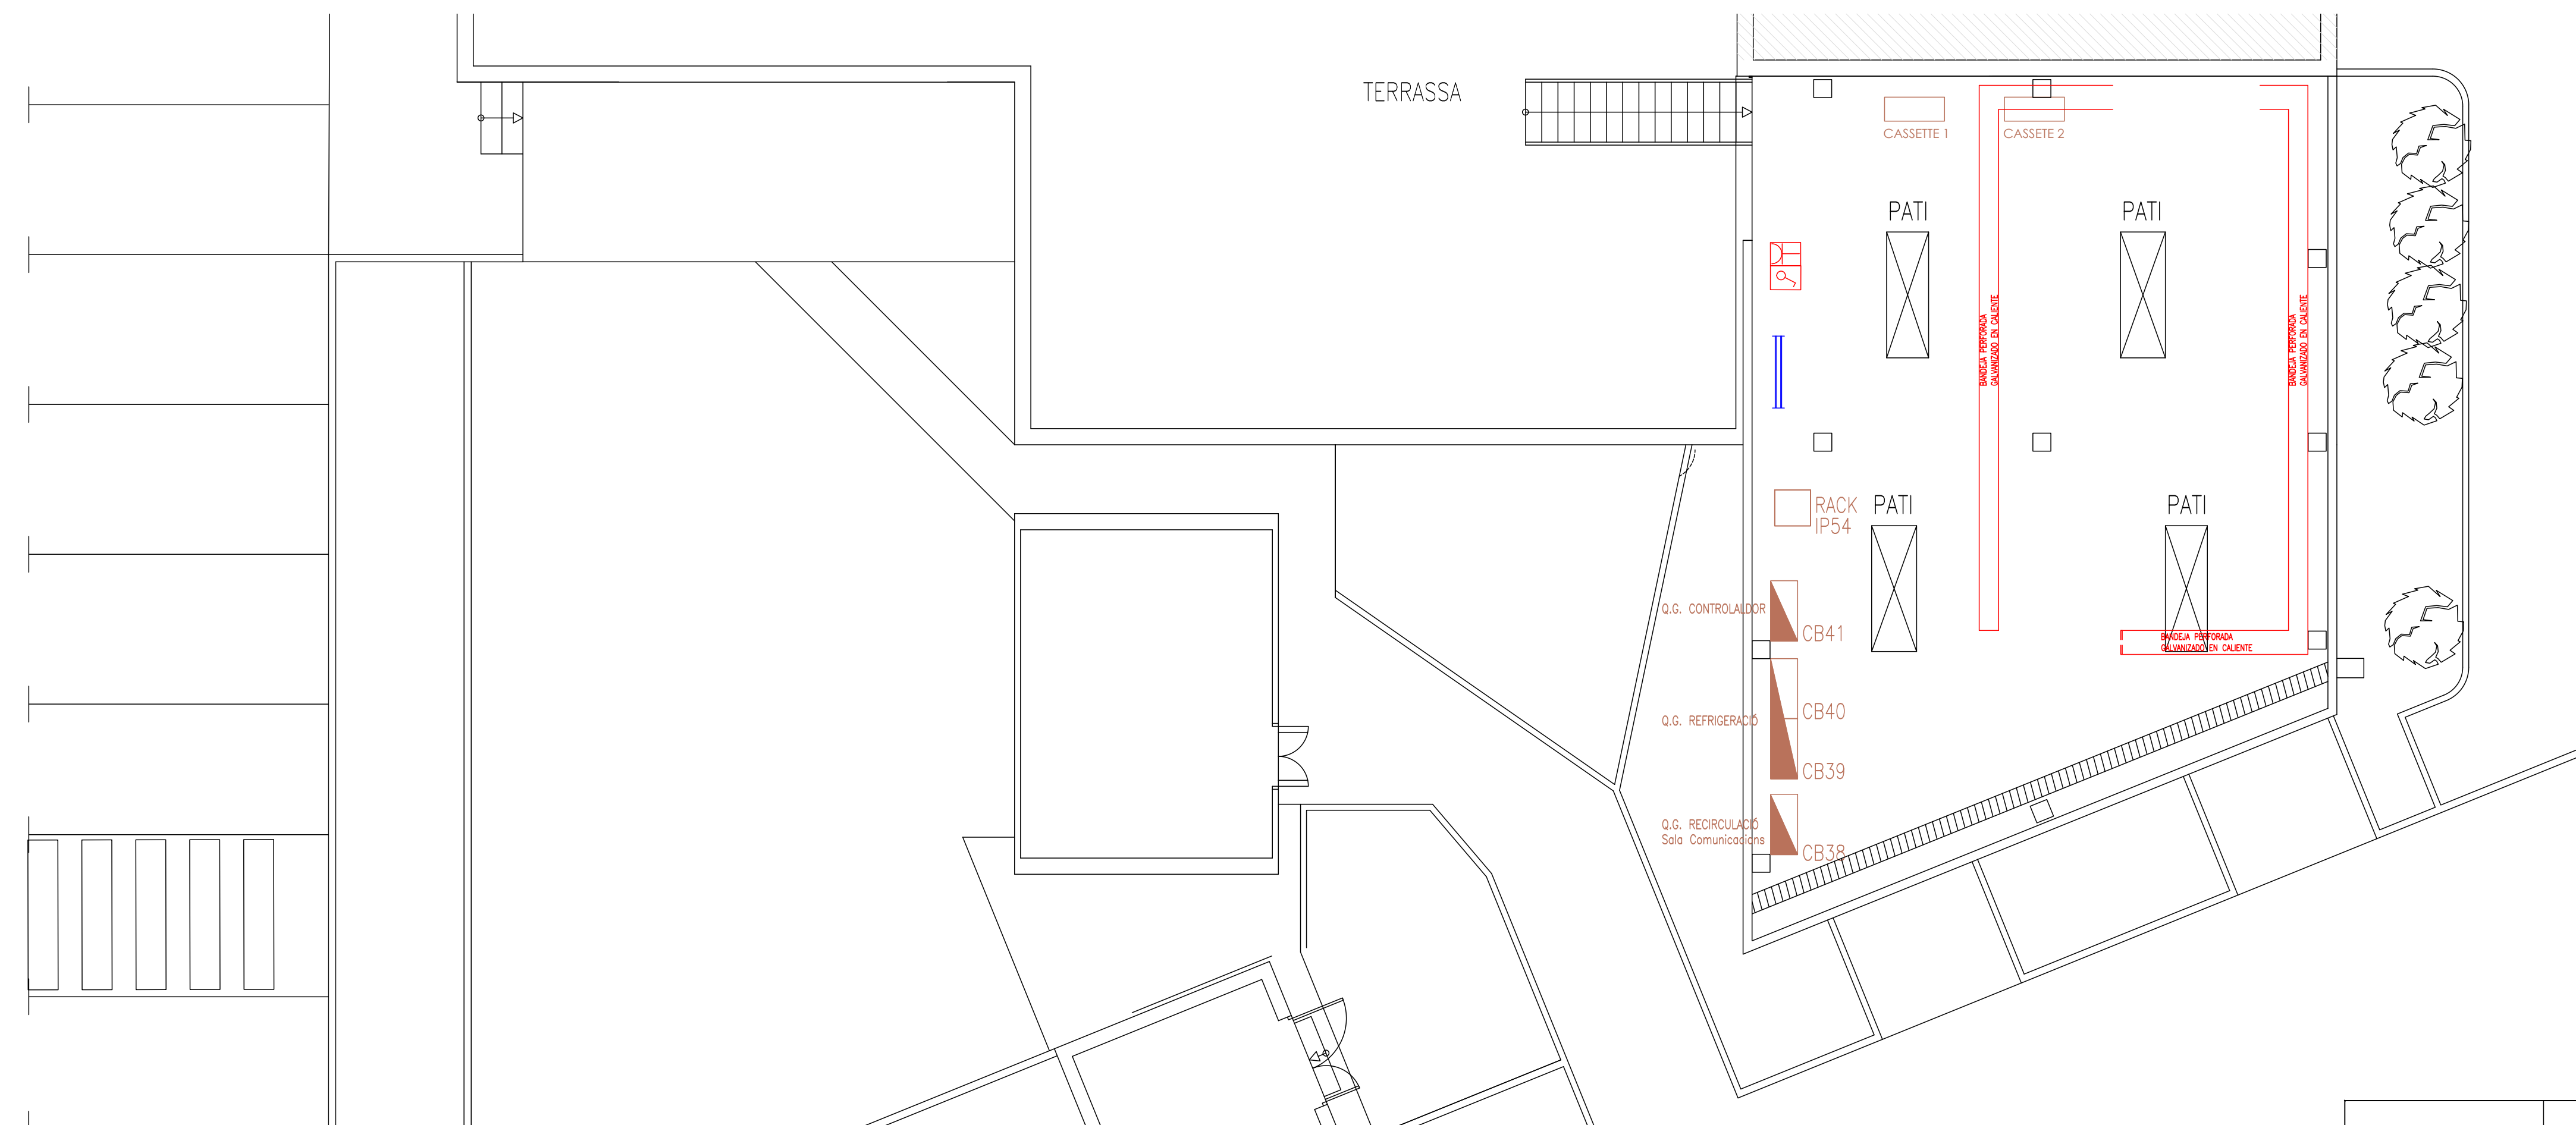 TERRASSA
CASSETTE 1
CASSETE 2
PATI
PATI
BANDEJA PERFORADA
GALVANIZADO EN CALIENTE
BANDEJA PERFORADA
GALVANIZADO EN CALIENTE
RACK
IP54
PATI
PATI
Q.G. CONTROLALDOR
CB41
BANDEJA PERFORADA
GALVANIZADO EN CALIENTE
CB40
Q.G. REFRIGERACIÓ
CB39
Q.G. RECIRCULACIÓ
Sala Comunicacions
CB38